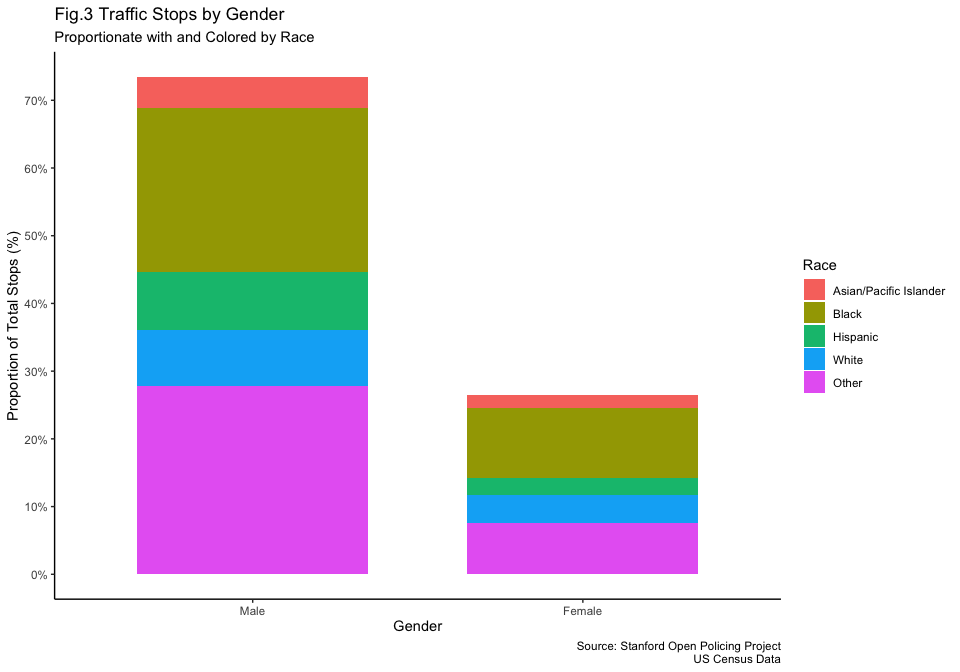 Fig.3 Traffic Stops by Gender
Proportionate with and Colored by Race
Proportion of Total Stops (%)
70%
60%
50%
40%
30%
20%
10%
0%
Male
Female
Gender
Race
Asian/Pacific Islander
Black
Hispanic
White
Other
Source: Stanford Open Policing Project
US Census Data